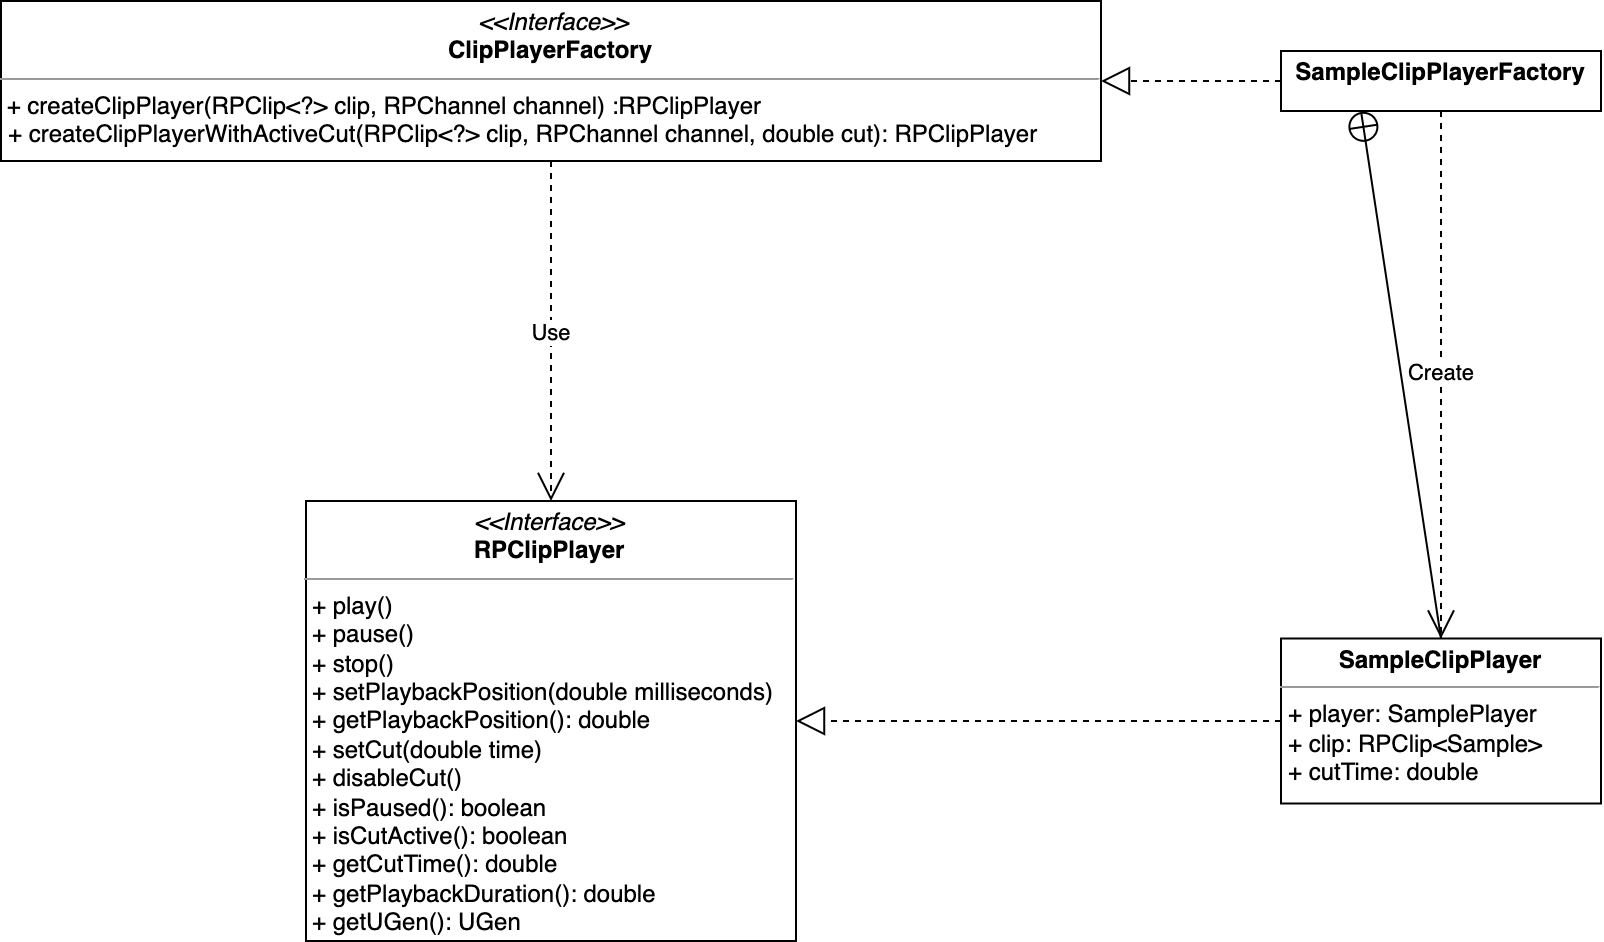 <<Interface>>
ClipPlayerFactory
+ createClipPlayer(RPClip<?> clip, RPChannel channel) :RPClipPlayer
+ createClipPlayerWithActiveCut(RPClip<?> clip, RPChannel channel, double cut): RPClipPlayer
SampleClipPlayerFactory
Use
Create
<<Interface>>
RPClipPlayer
+ play()
+ pause()
+ stop()
+ setPlaybackPosition(double milliseconds)
+ getPlaybackPosition(): double
+ setCut(double time)
+ disableCut()
+ isPaused(): boolean
+ isCutActive(): boolean
+ getCutTime(): double
+ getPlaybackDuration(): double
+ getUGen(): UGen
SampleClipPlayer
+ player: SamplePlayer
+ clip: RPClip<Sample>
+ cutTime: double